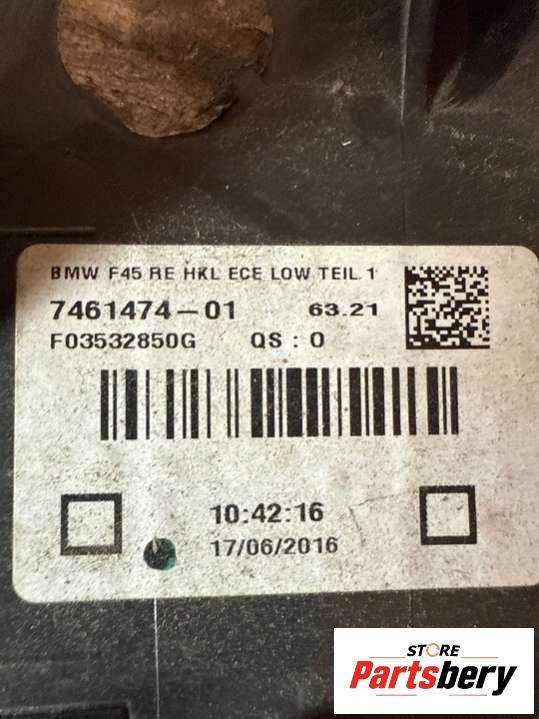 BMW F45 RE HKL ECE LOW TEIL 1
7461474-01 63.21
F03532850G QS : 0
10:42:16
17/06/2016
STORE
Partsbery